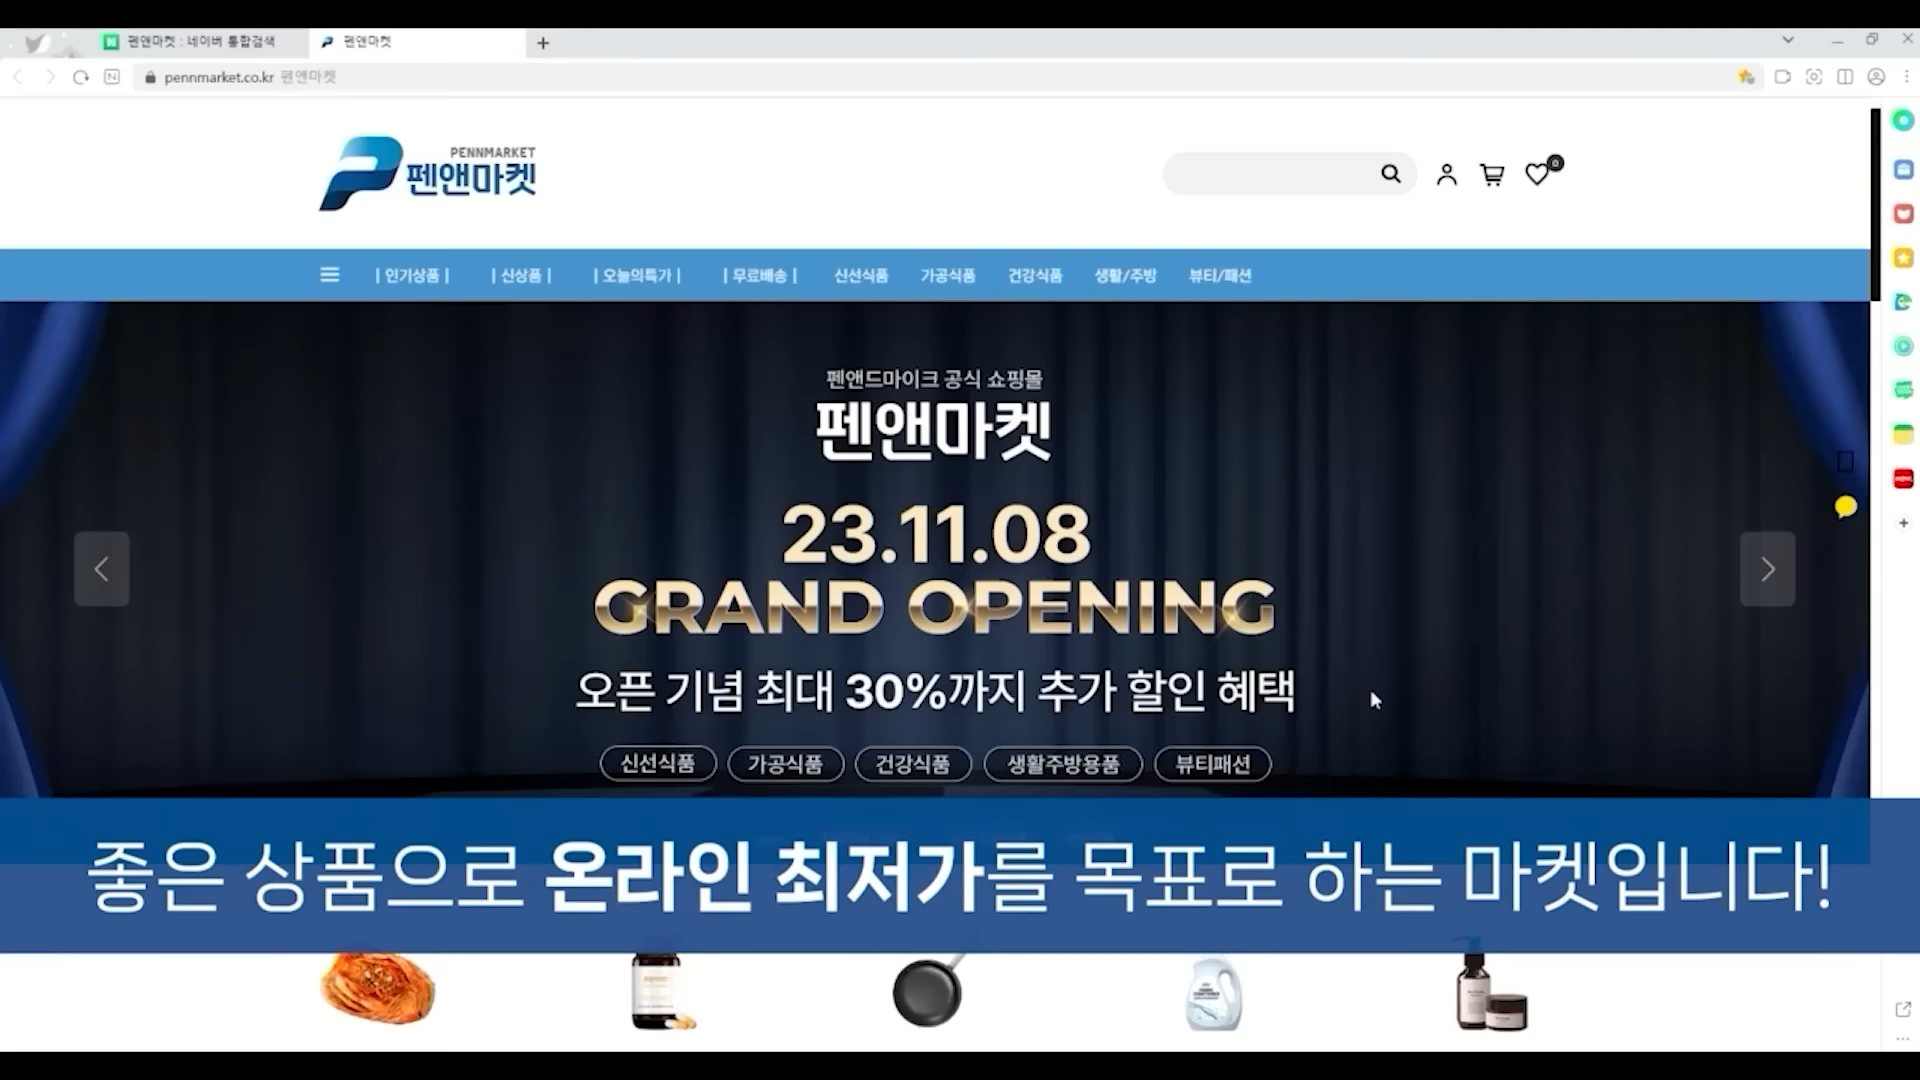 펜앤마켓 : 네이버 통합검색
펜앤마켓
pennmarket.co.kr 펜앤마켓
PENNMARKET
펜앤마켓
0
| 인기상품 |
| 신상품 |
| 오늘의특가 |
| 무료배송 |
신선식품
가공식품
건강식품
생활/주방
뷰티/패션
펜앤드마이크 공식 쇼핑몰
펜앤마켓
23.11.08
GRAND OPENING
오픈 기념 최대 30%까지 추가 할인 혜택
신선식품
가공식품
건강식품
생활주방용품
뷰티패션
좋은 상품으로 온라인 최저가를 목표로 하는 마켓입니다!